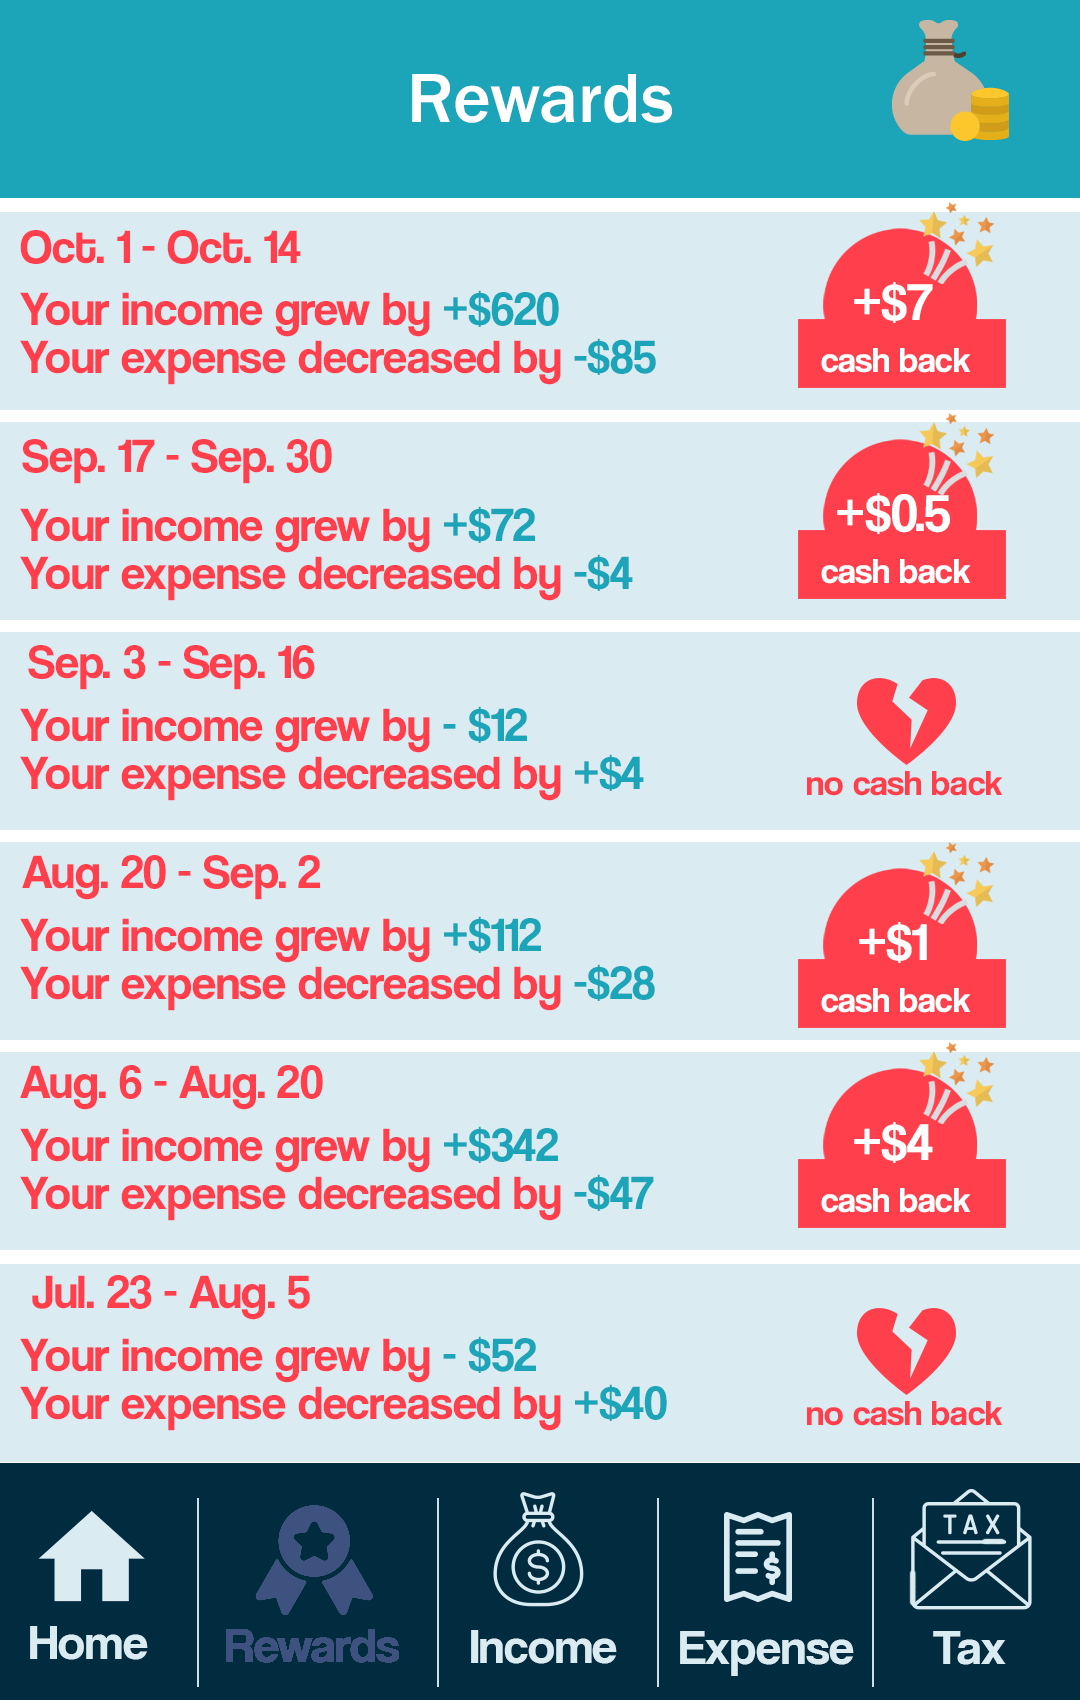 Rewards
Oct. 1 - Oct. 14
Your income grew by +$620
Your expense decreased by -$85
+$7
cash back
Sep. 17 - Sep. 30
Your income grew by +$72
Your expense decreased by -$4
+$0.5
cash back
Sep. 3 - Sep. 16
Your income grew by - $12
Your expense decreased by +$4
no cash back
Aug. 20 - Sep. 2
Your income grew by +$112
Your expense decreased by -$28
+$1
cash back
Aug. 6 - Aug. 20
Your income grew by +$342
Your expense decreased by -$47
+$4
cash back
Jul. 23 - Aug. 5
Your income grew by - $52
Your expense decreased by +$40
no cash back
$
$
TAX
Home
Rewards
Income
Expense
Tax